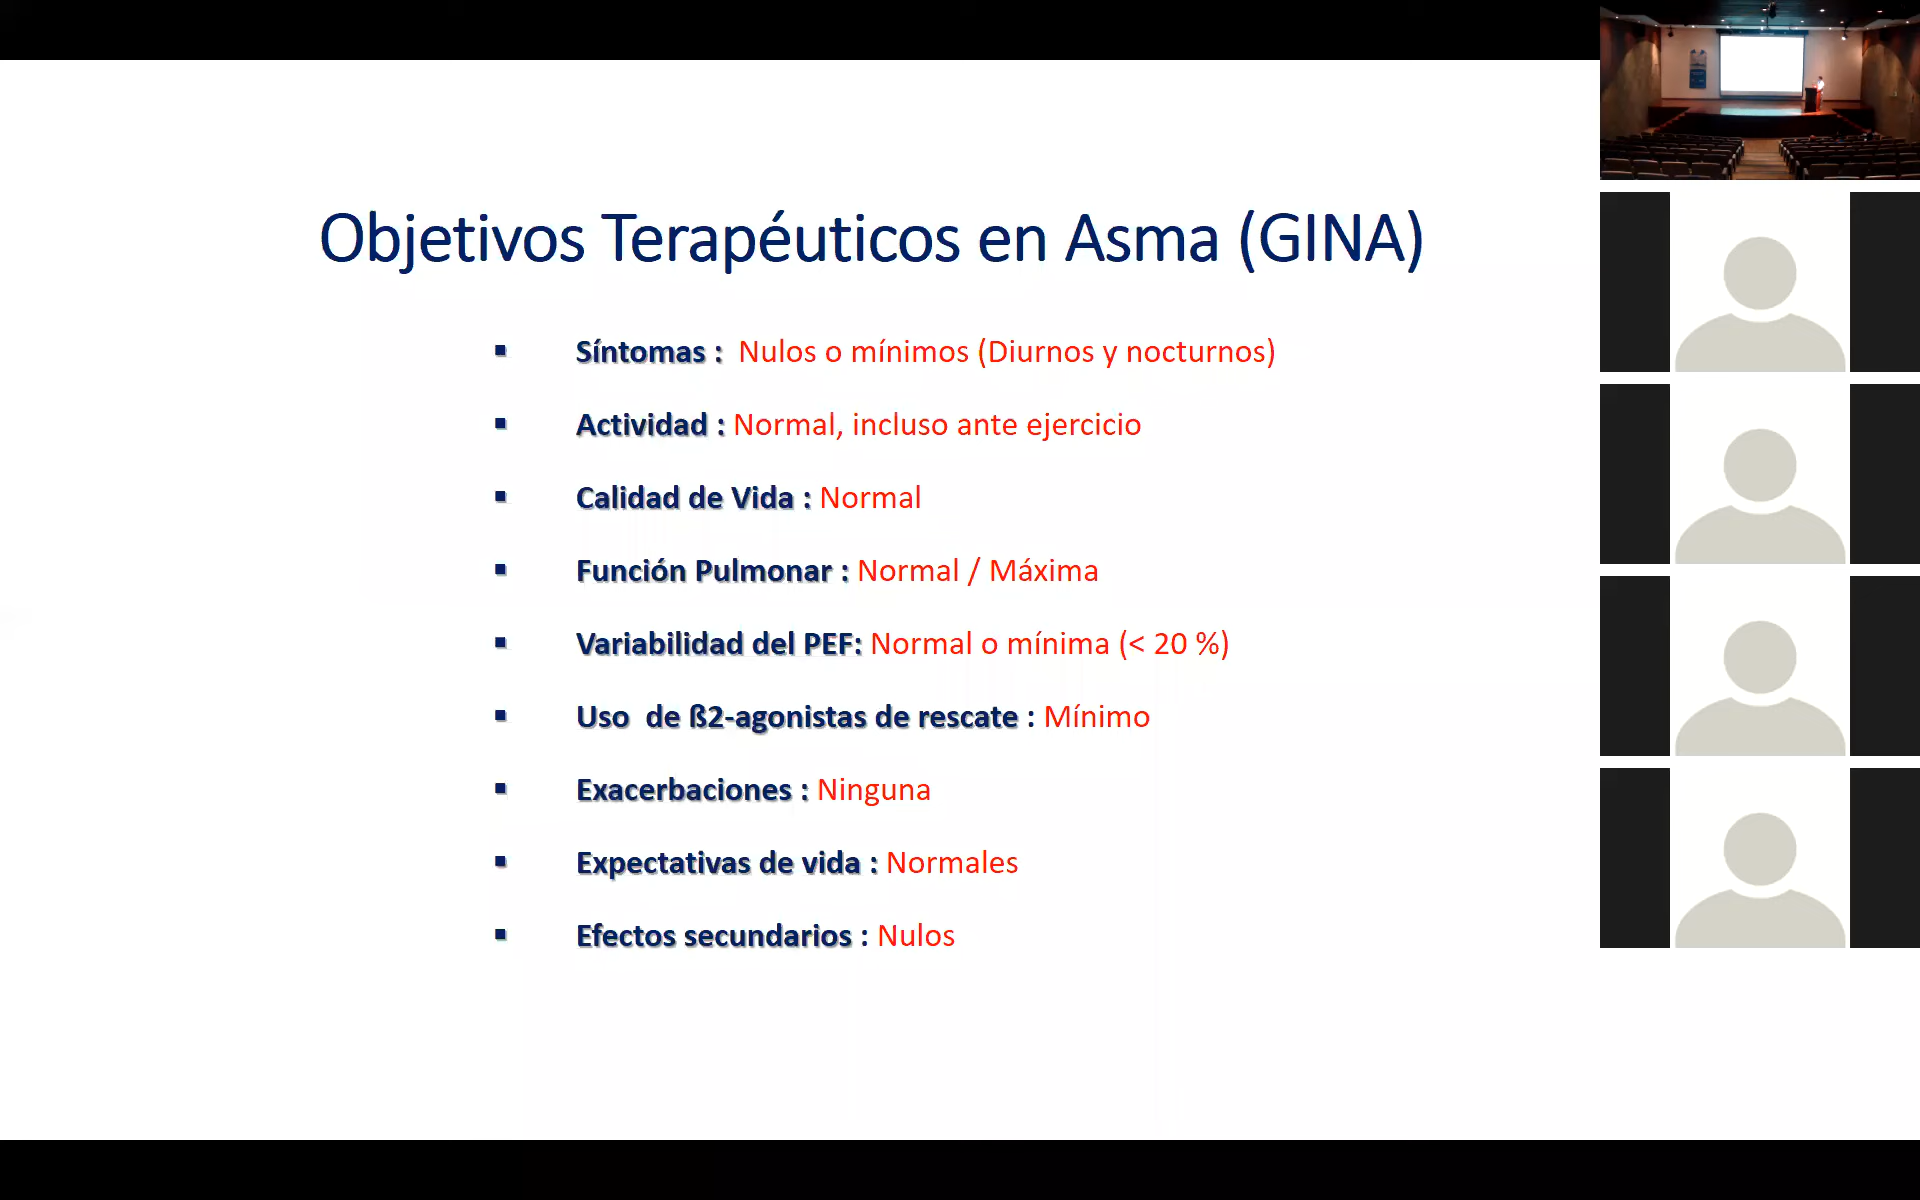 Objetivos Terapéuticos en Asma (GINA)
▪ Síntomas : Nulos o mínimos (Diurnos y nocturnos)
▪ Actividad : Normal, incluso ante ejercicio
▪ Calidad de Vida : Normal
▪ Función Pulmonar : Normal / Máxima
▪ Variabilidad del PEF: Normal o mínima (< 20 %)
▪ Uso de ß2-agonistas de rescate : Mínimo
▪ Exacerbaciones : Ninguna
▪ Expectativas de vida : Normales
▪ Efectos secundarios : Nulos